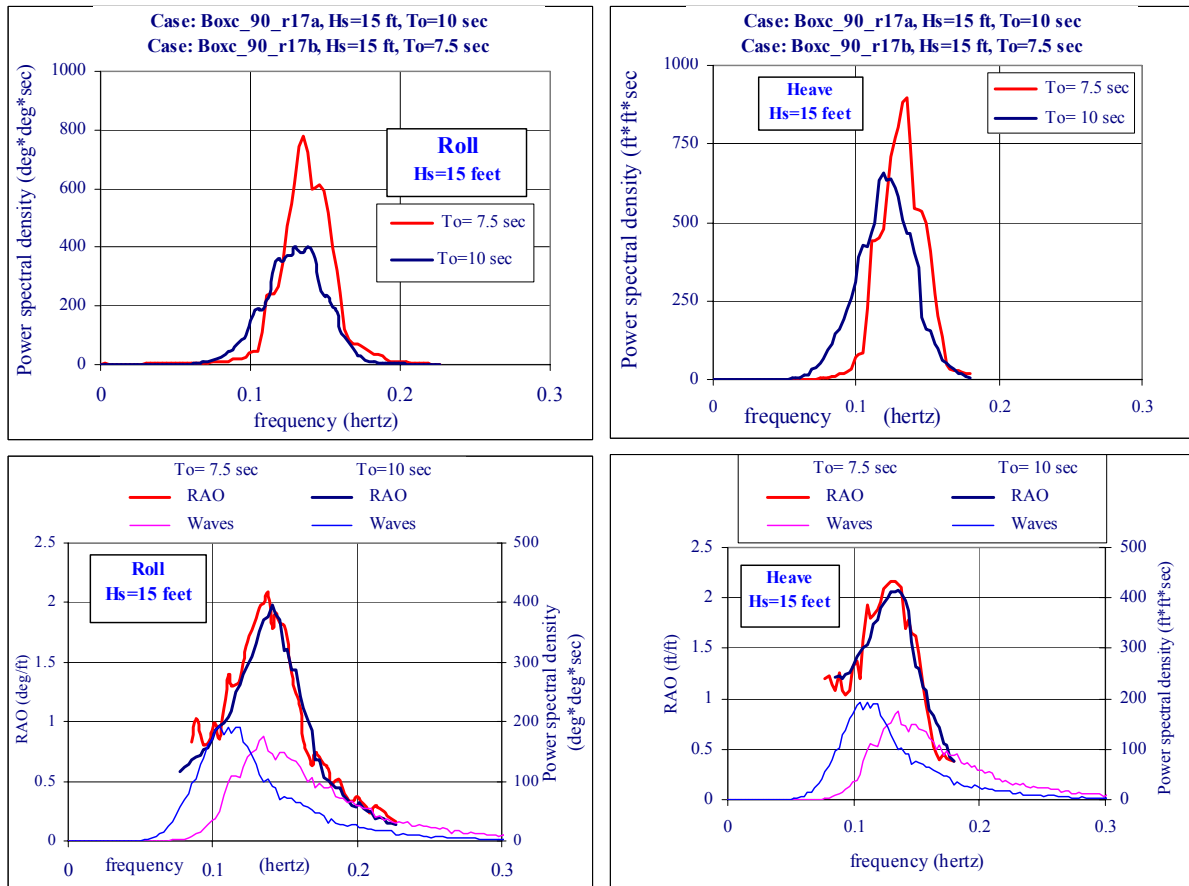 Case: Boxc_90_r17a, Hs=15 ft, To=10 sec
Case: Boxc_90_r17b, Hs=15 ft, To=7.5 sec
Power spectral density (deg*deg*sec)
1000
800
600
400
200
0
Roll
Hs=15 feet
To= 7.5 sec
To=10 sec
0
0.1
0.2
0.3
frequency (hertz)
Case: Boxc_90_r17a, Hs=15 ft, To=10 sec
Case: Boxc_90_r17b, Hs=15 ft, To=7.5 sec
Power spectral density (ft*ft*sec
1000
750
500
250
0
Heave
Hs=15 feet
To= 7.5 sec
To= 10 sec
0
0.1
0.2
0.3
frequency (hertz)
To= 7.5 sec To=10 sec
RAO RAO
Waves Waves
RAO (deg/ft)
2.5
2
1.5
1
0.5
0
Roll
Hs=15 feet
500
400
300
200
100
0
Power spectral density
(deg*deg*sec)
0
0.1
0.2
0.3
frequency (hertz)
To= 7.5 sec To= 10 sec
RAO RAO
Waves Waves
RAO (ft/ft)
2.5
2
1.5
1
0.5
0
Heave
Hs=15 feet
500
400
300
200
100
0
Power spectral density (ft*ft*sec)
0
0.1
0.2
0.3
frequency (hertz)